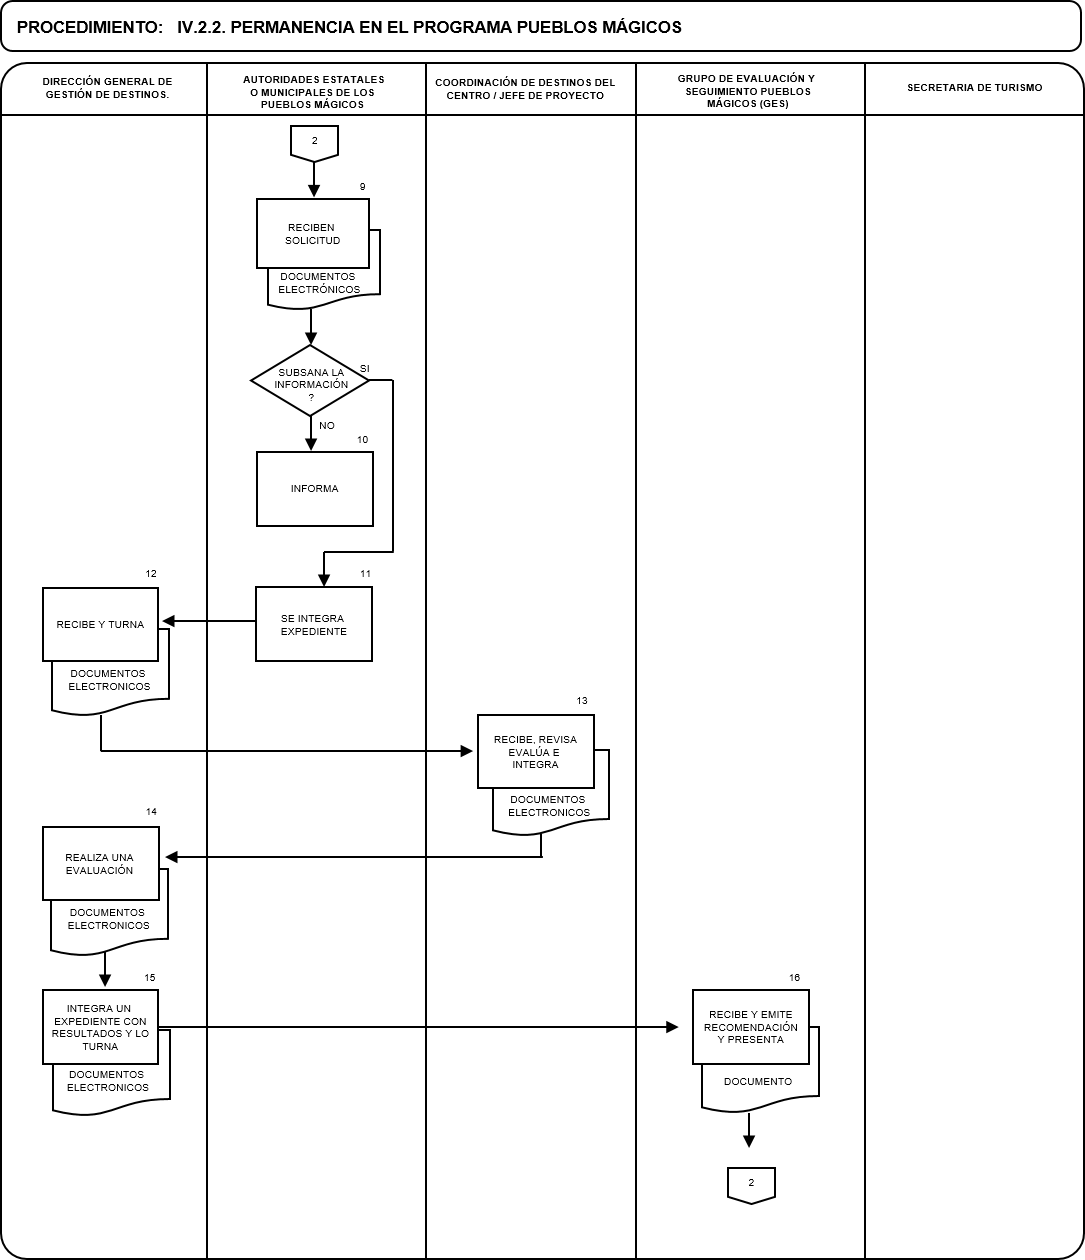 PROCEDIMIENTO: IV.2.2. PERMANENCIA EN EL PROGRAMA PUEBLOS MÁGICOS
DIRECCIÓN GENERAL DE
GESTIÓN DE DESTINOS.
AUTORIDADES ESTATALES
O MUNICIPALES DE LOS
PUEBLOS MÁGICOS
COORDINACIÓN DE DESTINOS DEL
CENTRO / JEFE DE PROYECTO
GRUPO DE EVALUACIÓN Y
SEGUIMIENTO PUEBLOS
MÁGICOS (GES)
SECRETARIA DE TURISMO
2
9
RECIBEN
SOLICITUD
DOCUMENTOS
ELECTRÓNICOS
SUBSANA LA
INFORMACIÓN
?
SI
NO
10
INFORMA
11
SE INTEGRA
EXPEDIENTE
12
RECIBE Y TURNA
DOCUMENTOS
ELECTRONICOS
13
RECIBE, REVISA
EVALÚA E
INTEGRA
DOCUMENTOS
ELECTRONICOS
14
REALIZA UNA
EVALUACIÓN
DOCUMENTOS
ELECTRONICOS
15
INTEGRA UN
EXPEDIENTE CON
RESULTADOS Y LO
TURNA
DOCUMENTOS
ELECTRONICOS
16
RECIBE Y EMITE
RECOMENDACIÓN
Y PRESENTA
DOCUMENTO
2